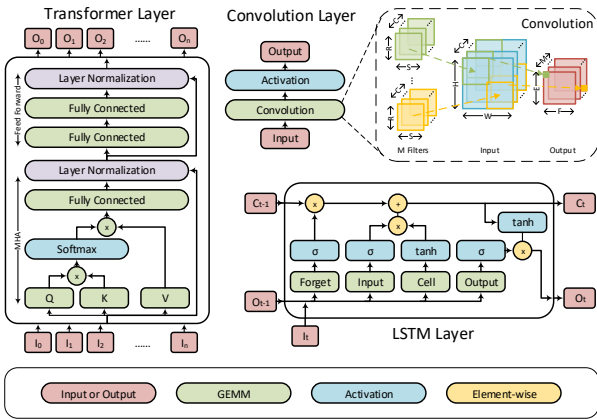 Transformer Layer
O0 O1 O2 ...... On
Layer Normalization
Fully Connected
Fully Connected
Feed Forward
Layer Normalization
Fully Connected
x
Softmax
x
MHA
Q K V
I0 I1 I2 ...... In
Convolution Layer
Output
Activation
Convolution
Input
Convolution
C
R
S
C
R
S
C
H
W
M
E
F
M Filters Input Output
Ct-1 x + Ct
x
tanh
σ σ tanh σ x
Forget Input Cell Output
Ot-1 Ot
It
LSTM Layer
Input or Output GEMM Activation Element-wise